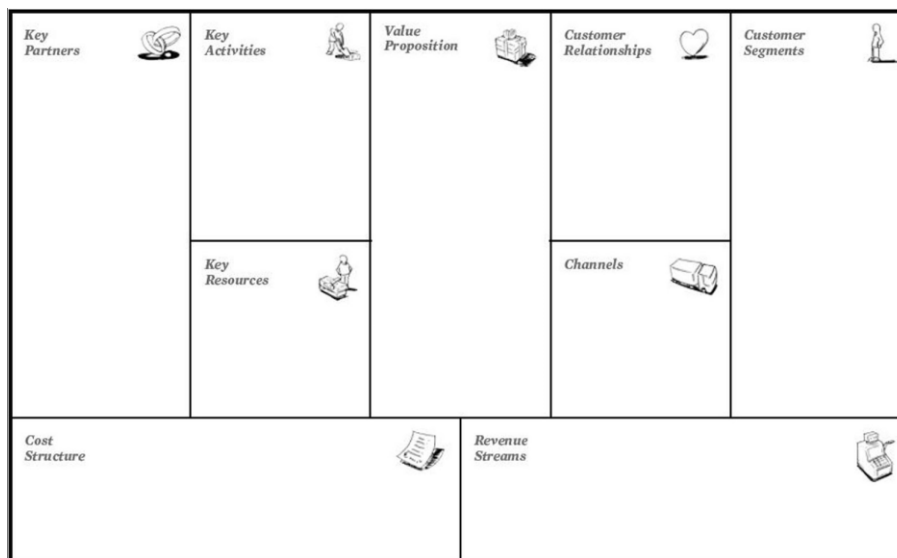 Key
Partners
Key
Activities
Value
Proposition
Customer
Relationships
Customer
Segments
Key
Resources
Channels
Cost
Structure
Revenue
Streams